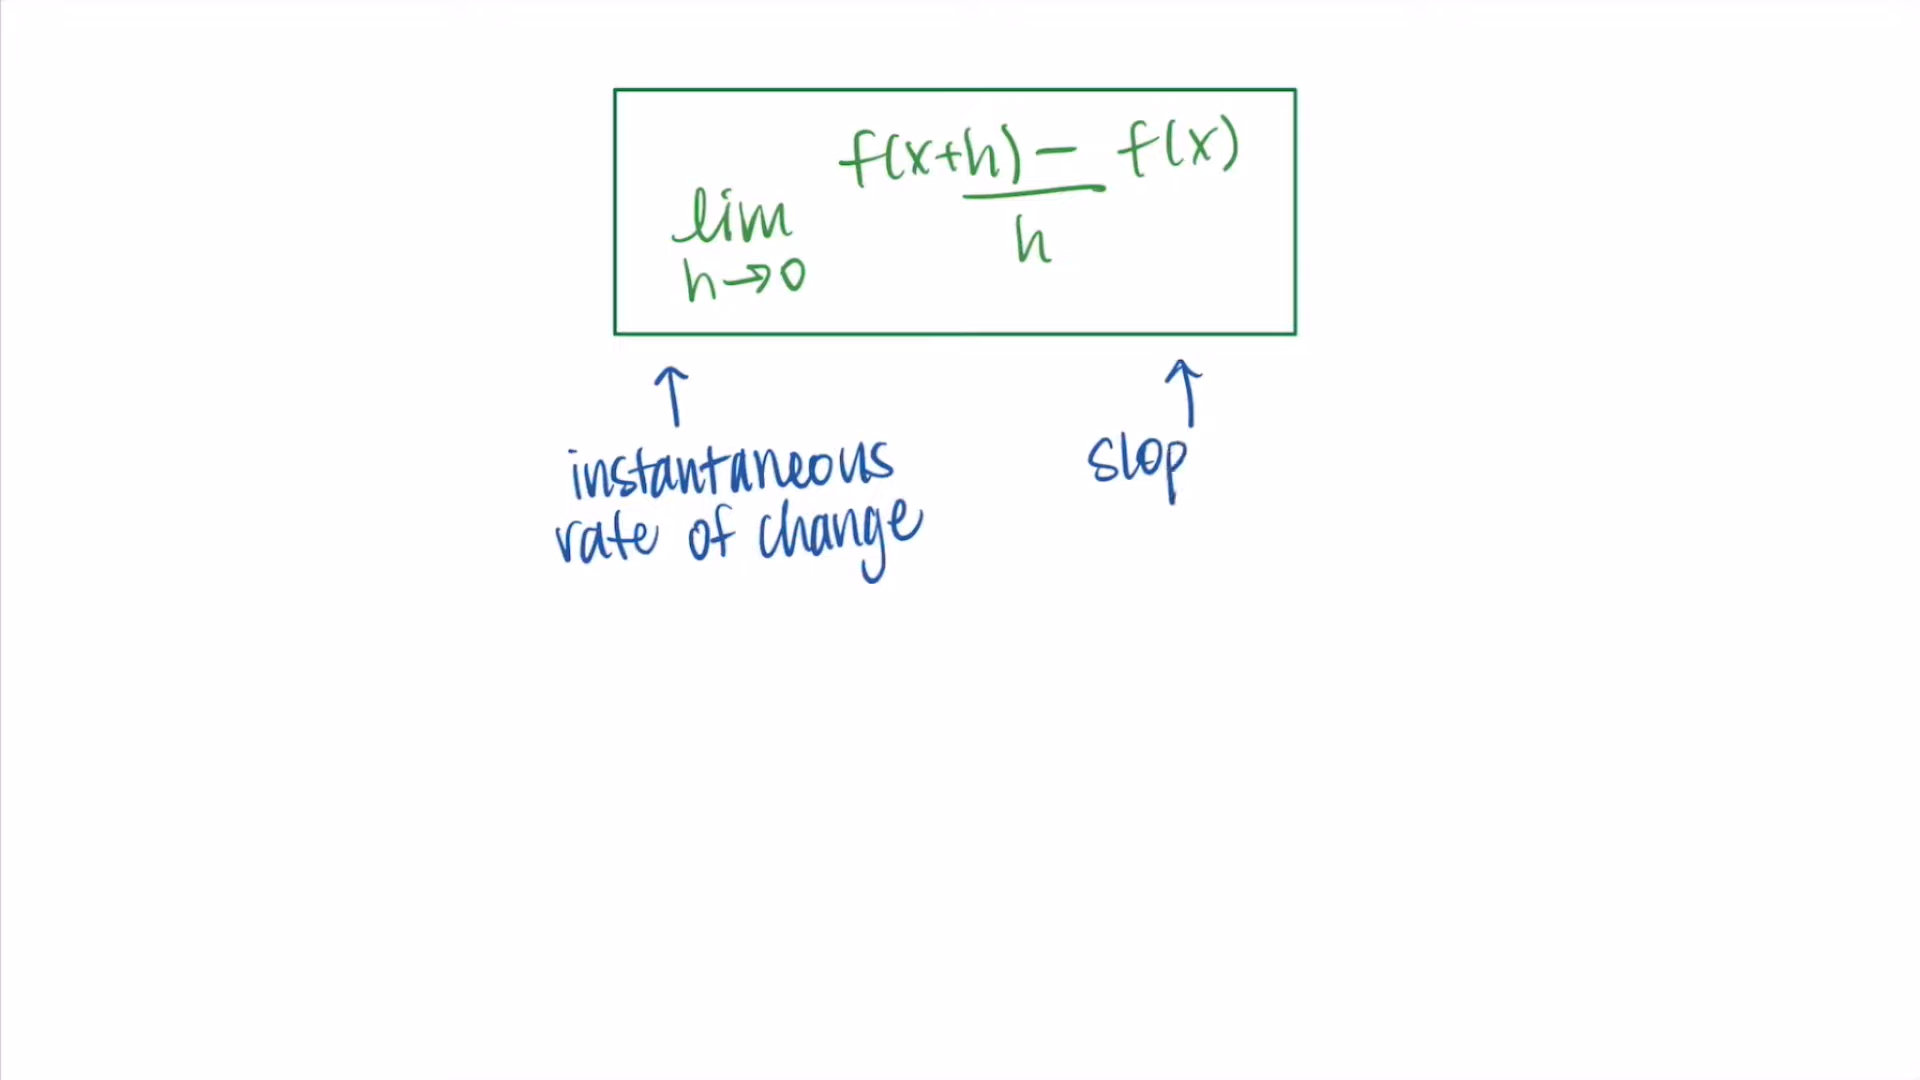 f(x+h) - f(x)
lim
h
h→0
instantaneous
rate of change
slop